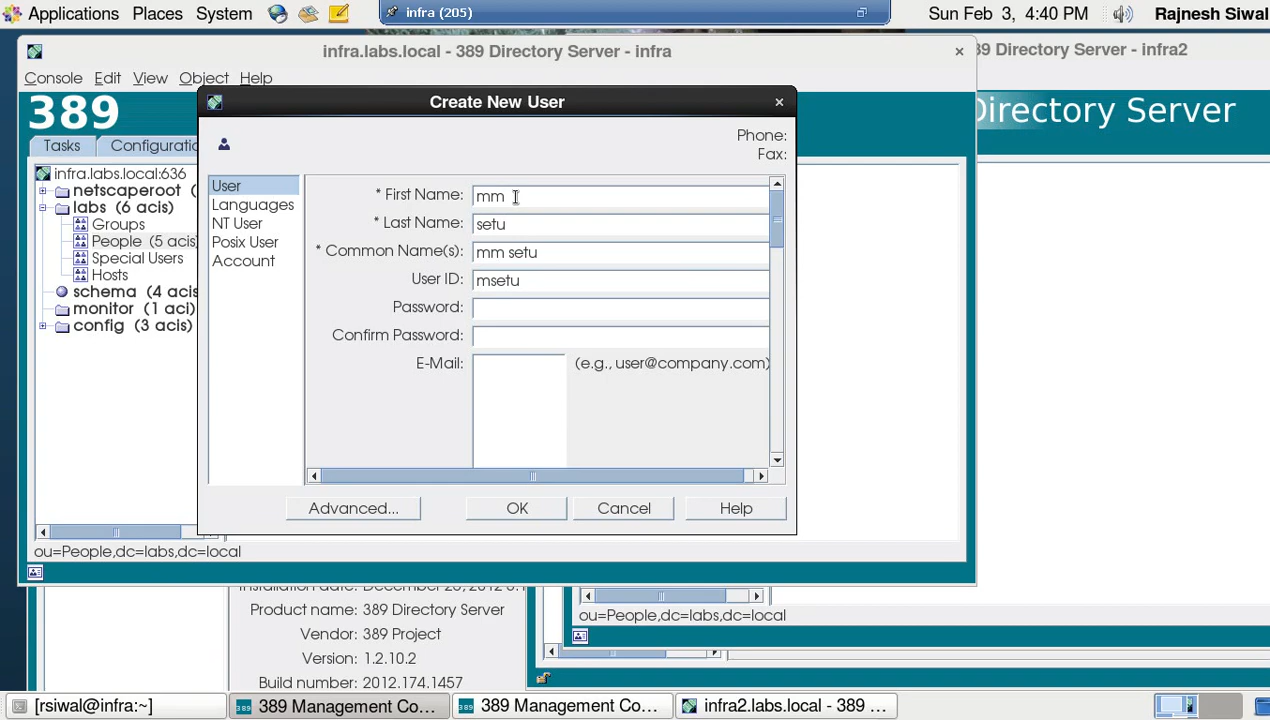 Applications Places System infra (205) Sun Feb 3, 4:40 PM Rajnesh Siwal
infra.labs.local - 389 Directory Server - infra
89 Directory Server - infra2
Console Edit View Object Help
389
Directory Server
Create New User
Tasks
Configuratio
Phone:
Fax:
infra.labs.local:636
netscaperoot
labs (6 acis)
Groups
People (5 acis)
Special Users
Hosts
schema (4 acis
monitor (1 aci)
config (3 acis)
User
Languages
NT User
Posix User
Account
* First Name: mm
* Last Name: setu
* Common Name(s): mm setu
User ID: msetu
Password:
Confirm Password:
E-Mail: (e.g., user@company.com)
Advanced... OK Cancel Help
ou=People,dc=labs,dc=local
Product name: 389 Directory Server
Vendor: 389 Project
Version: 1.2.10.2
Build number: 2012.174.1457
ou=People,dc=labs,dc=local
[rsiwal@infra:~] 389 Management Co... 389 Management Co... infra2.labs.local - 389 ...